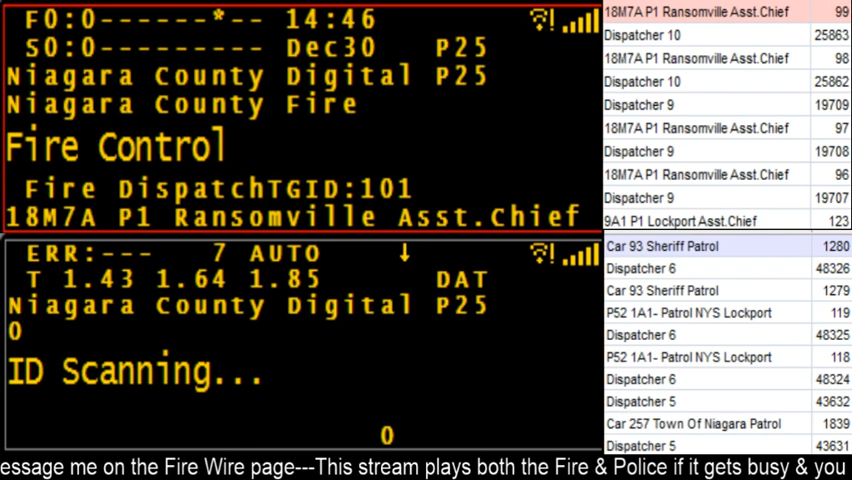 F0:0------*-- 14:46
S0:0--------- Dec30 P25
Niagara County Digital P25
Niagara County Fire
Fire Control
Fire DispatchTGID:101
18M7A P1 Ransomville Asst.Chief
18M7A P1 Ransomville Asst.Chief 99
Dispatcher 10 25863
18M7A P1 Ransomville Asst.Chief 98
Dispatcher 10 25862
Dispatcher 9 19709
18M7A P1 Ransomville Asst.Chief 97
Dispatcher 9 19708
18M7A P1 Ransomville Asst.Chief 96
Dispatcher 9 19707
9A1 P1 Lockport Asst.Chief 123
ERR:--- 7 AUTO ↓
T 1.43 1.64 1.85 DAT
Niagara County Digital P25
0
ID Scanning...
0
Car 93 Sheriff Patrol 1280
Dispatcher 6 48326
Car 93 Sheriff Patrol 1279
P52 1A1- Patrol NYS Lockport 119
Dispatcher 6 48325
P52 1A1- Patrol NYS Lockport 118
Dispatcher 6 48324
Dispatcher 5 43632
Car 257 Town Of Niagara Patrol 1839
Dispatcher 5 43631
essage me on the Fire Wire page---This stream plays both the Fire & Police if it gets busy & you